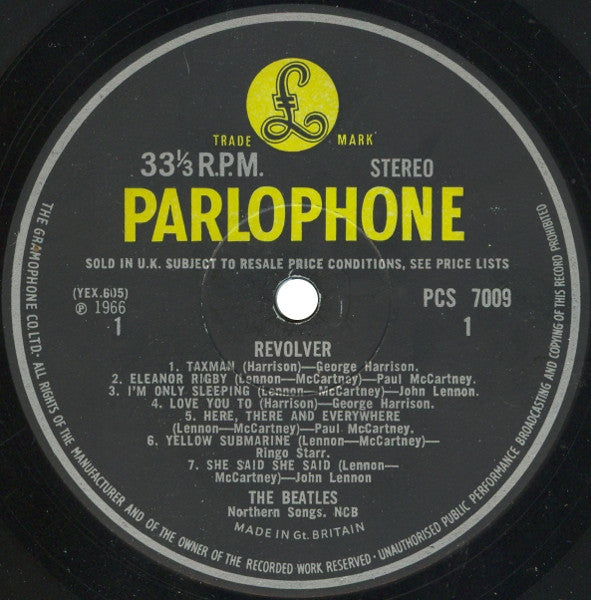 £
TRADE MARK
33⅓ R.P.M. STEREO
PARLOPHONE
SOLD IN U.K. SUBJECT TO RESALE PRICE CONDITIONS, SEE PRICE LISTS
(YEX.605) PCS 7009
℗ 1966
1 1
REVOLVER
1. TAXMAN (Harrison)—George Harrison.
2. ELEANOR RIGBY (Lennon—McCartney)—Paul McCartney.
3. I'M ONLY SLEEPING (Lennon—McCartney)—John Lennon.
4. LOVE YOU TO (Harrison)—George Harrison.
5. HERE, THERE AND EVERYWHERE
(Lennon—McCartney)—Paul McCartney.
6. YELLOW SUBMARINE (Lennon—McCartney)—
Ringo Starr.
7. SHE SAID SHE SAID (Lennon—
McCartney)—John Lennon
THE BEATLES
Northern Songs. NCB
MADE IN Gt. BRITAIN
THE GRAMOPHONE CO. LTD· ALL RIGHTS OF THE MANUFACTURER AND OF THE OWNER OF THE RECORDED WORK RESERVED · UNAUTHORISED PUBLIC PERFORMANCE BROADCASTING AND COPYING OF THIS RECORD PROHIBITED